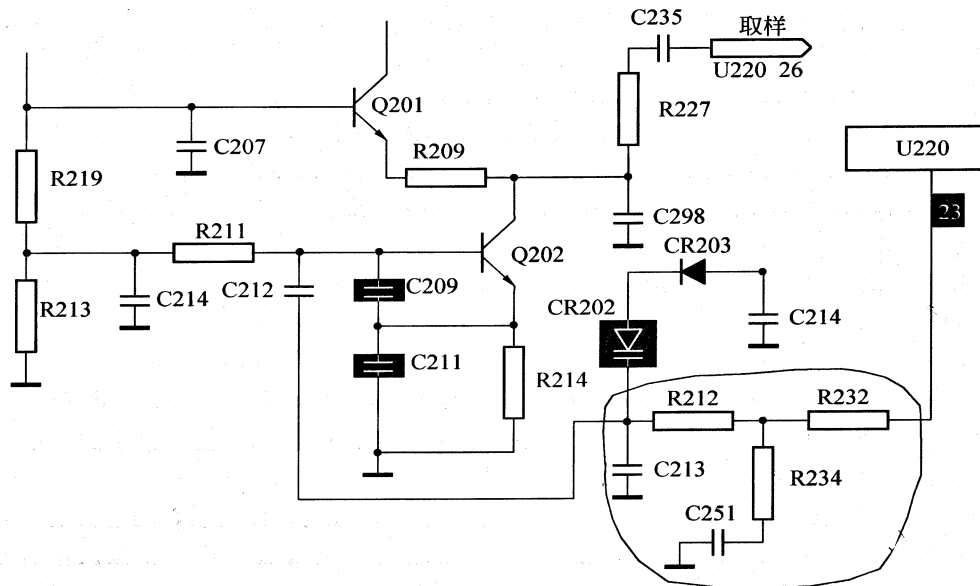 C235
取样
U220 26
Q201
R227
C207
R209
U220
R219
23
C298
R211
Q202
CR203
C212
C209
R213
C214
CR202
C214
C211
R214
R212
R232
C213
R234
C251